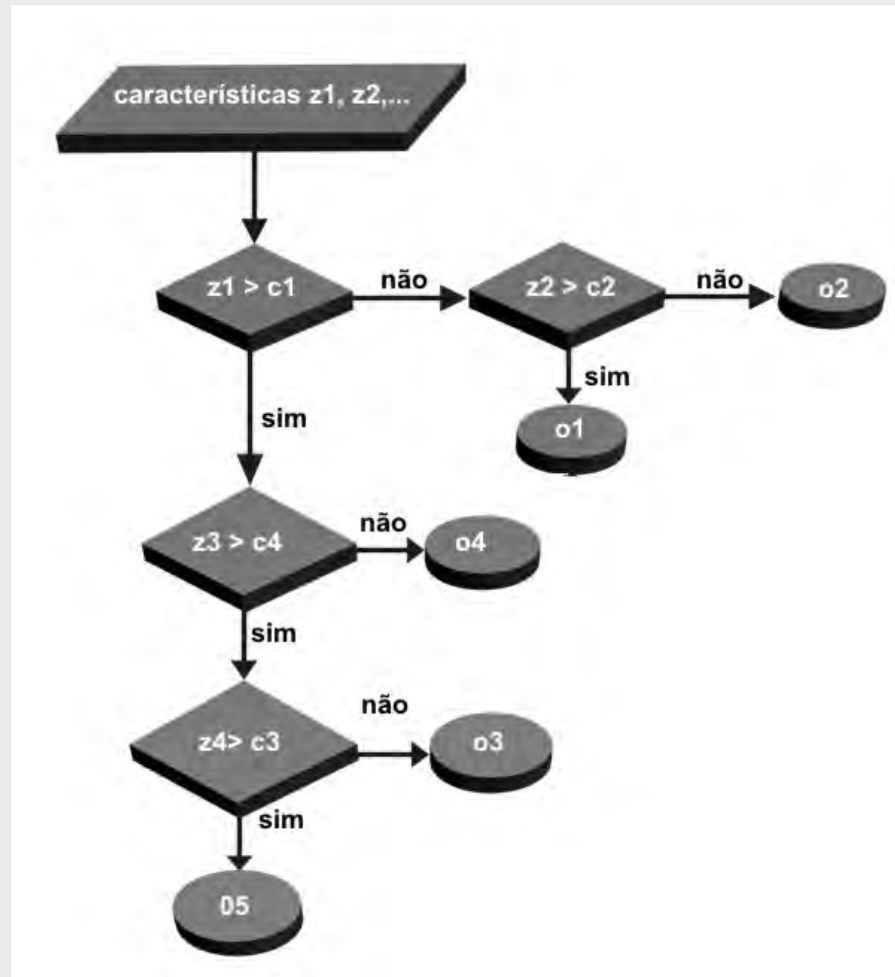 características z1, z2,...
z1 > c1
não
z2 > c2
não
o2
sim
o1
sim
z3 > c4
não
o4
sim
z4> c3
não
o3
sim
05